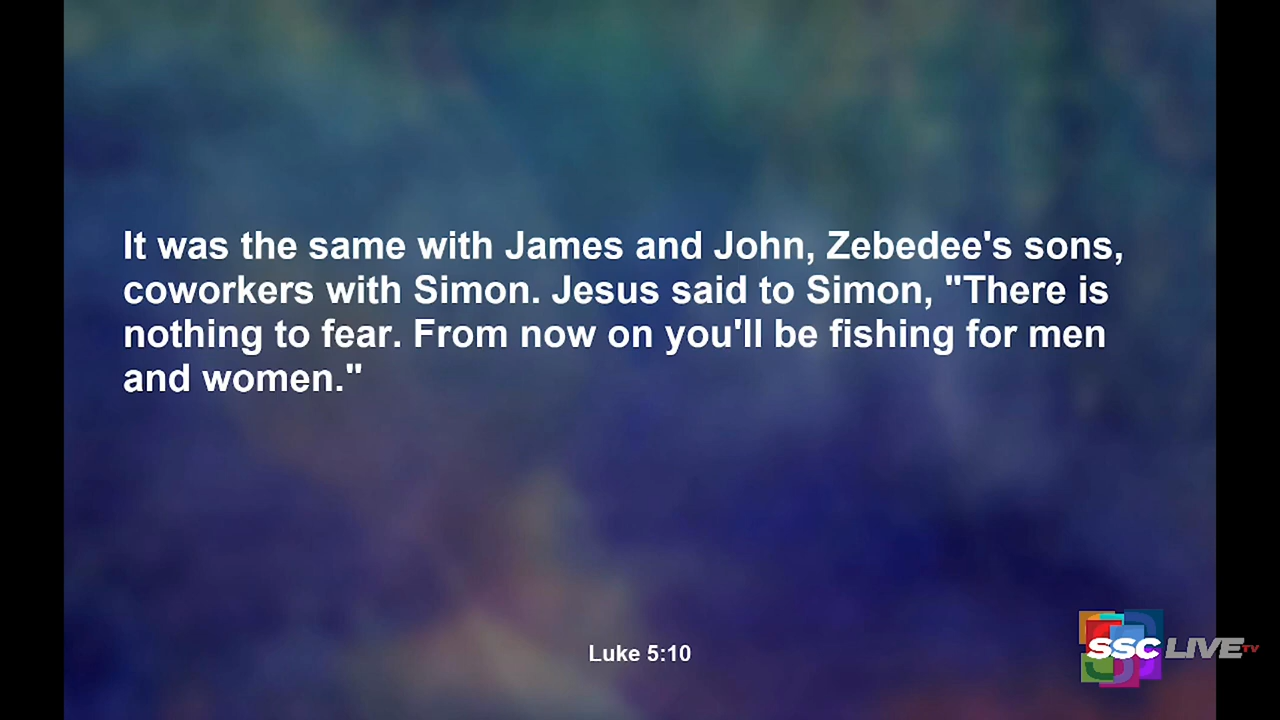 It was the same with James and John, Zebedee's sons,
coworkers with Simon. Jesus said to Simon, "There is
nothing to fear. From now on you'll be fishing for men
and women."
Luke 5:10
SSC LIVE TV